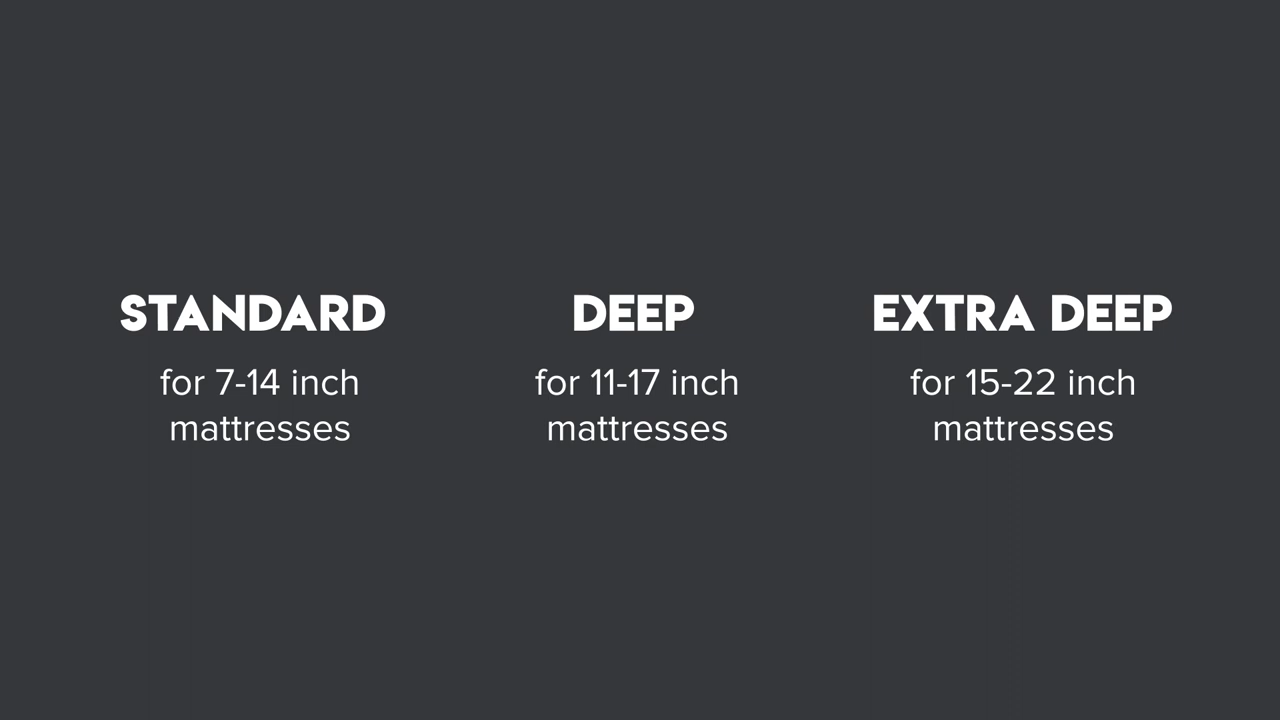 STANDARD
for 7-14 inch
mattresses
DEEP
for 11-17 inch
mattresses
EXTRA DEEP
for 15-22 inch
mattresses